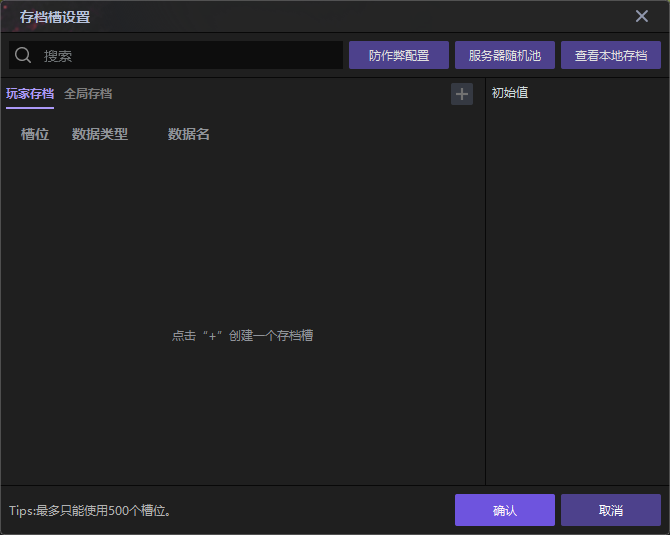 存档槽设置
搜索
防作弊配置 服务器随机池 查看本地存档
玩家存档 全局存档
初始值
槽位 数据类型 数据名
点击“+”创建一个存档槽
Tips:最多只能使用500个槽位。
确认 取消